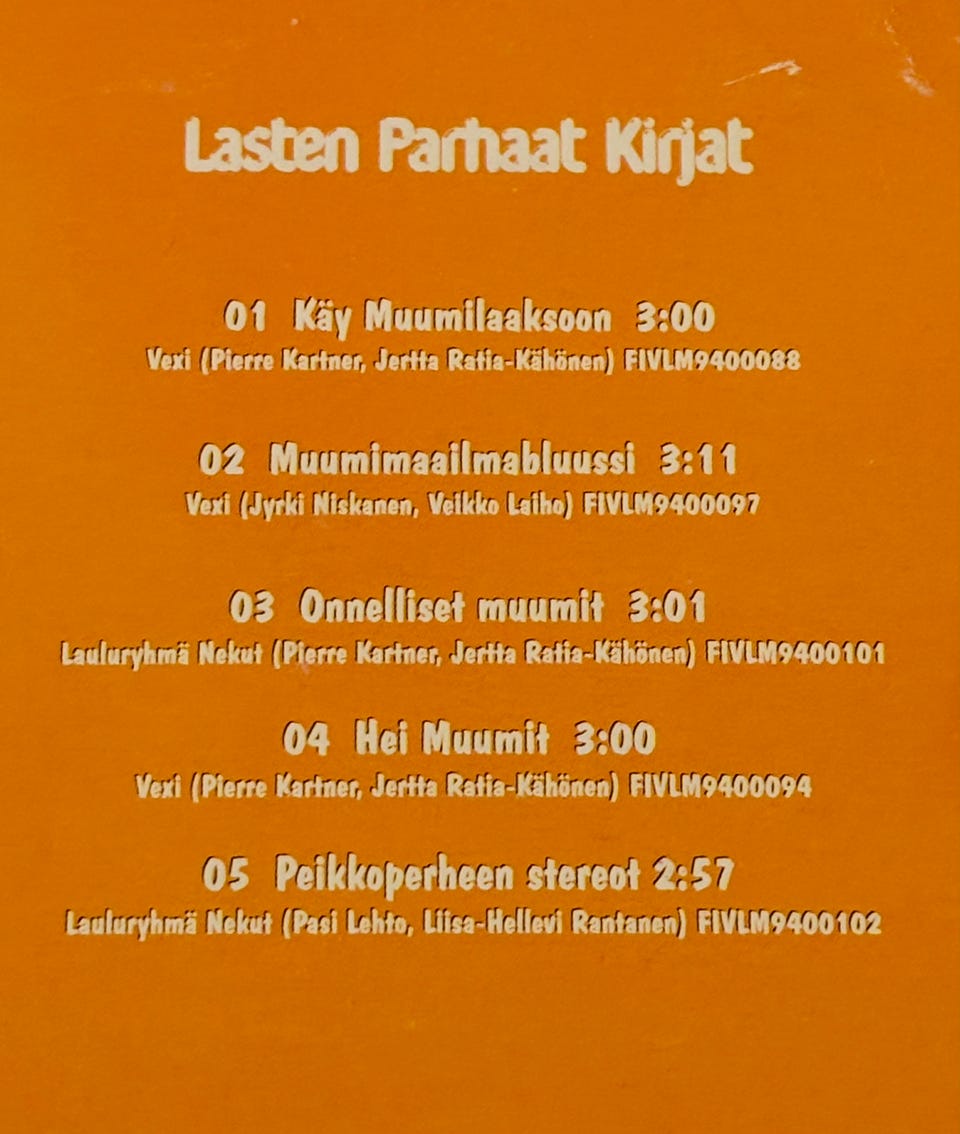 Lasten Parhaat Kirjat
01 Käy Muumilaaksoon 3:00
Vexi (Pierre Kartner, Jertta Ratia-Kähönen) FIVLM9400088
02 Muumimaailmabluussi 3:11
Vexi (Jyrki Niskanen, Veikko Laiho) FIVLM9400097
03 Onnelliset muumit 3:01
Lauluryhmä Nekut (Pierre Kartner, Jertta Ratia-Kähönen) FIVLM9400101
04 Hei Muumit 3:00
Vexi (Pierre Kartner, Jertta Ratia-Kähönen) FIVLM9400094
05 Peikkoperheen stereot 2:57
Lauluryhmä Nekut (Pasi Lehto, Liisa-Hellevi Rantanen) FIVLM9400102